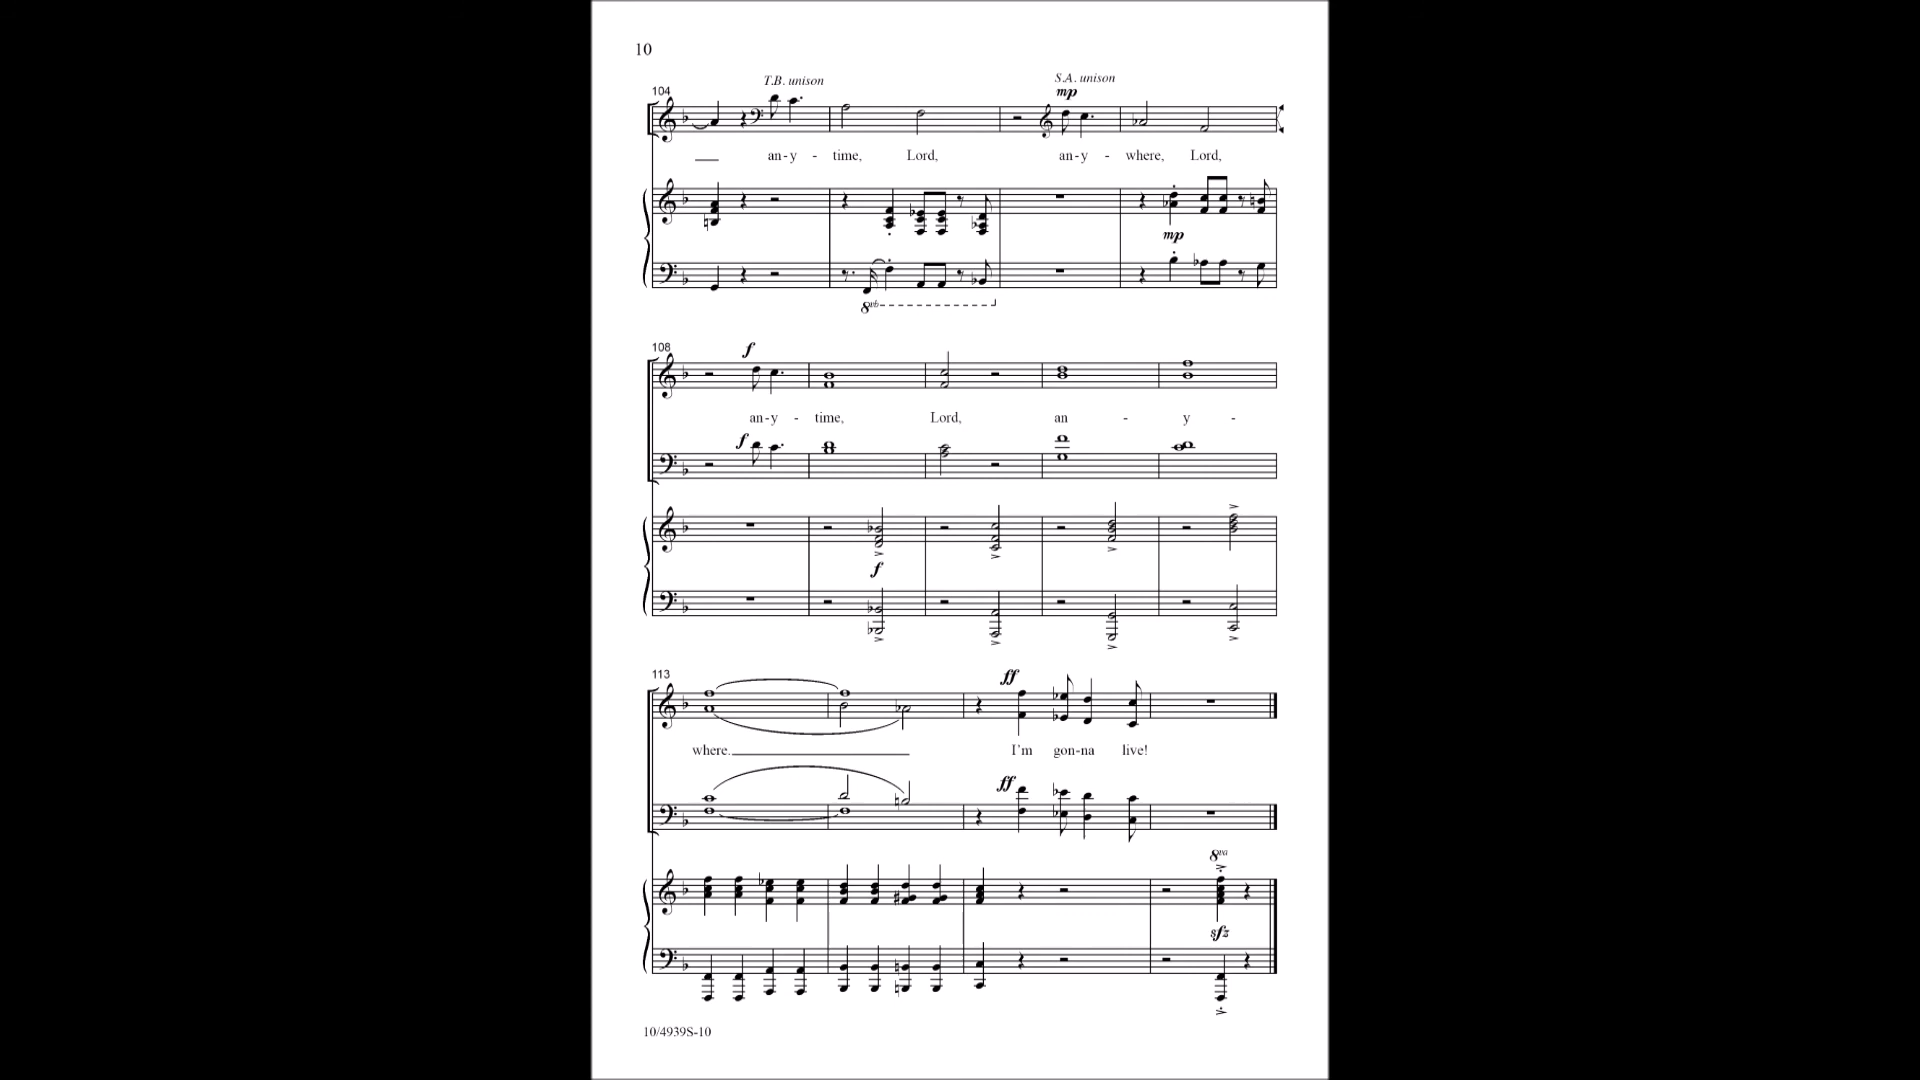 10
T.B. unison
S.A. unison
104
mp
an-y - time, Lord, an-y - where, Lord,
mp
8vb
108
f
an-y - time, Lord, an - y -
f
f
113
ff
where. I'm gon-na live!
ff
8va
sfz
10/4939S-10